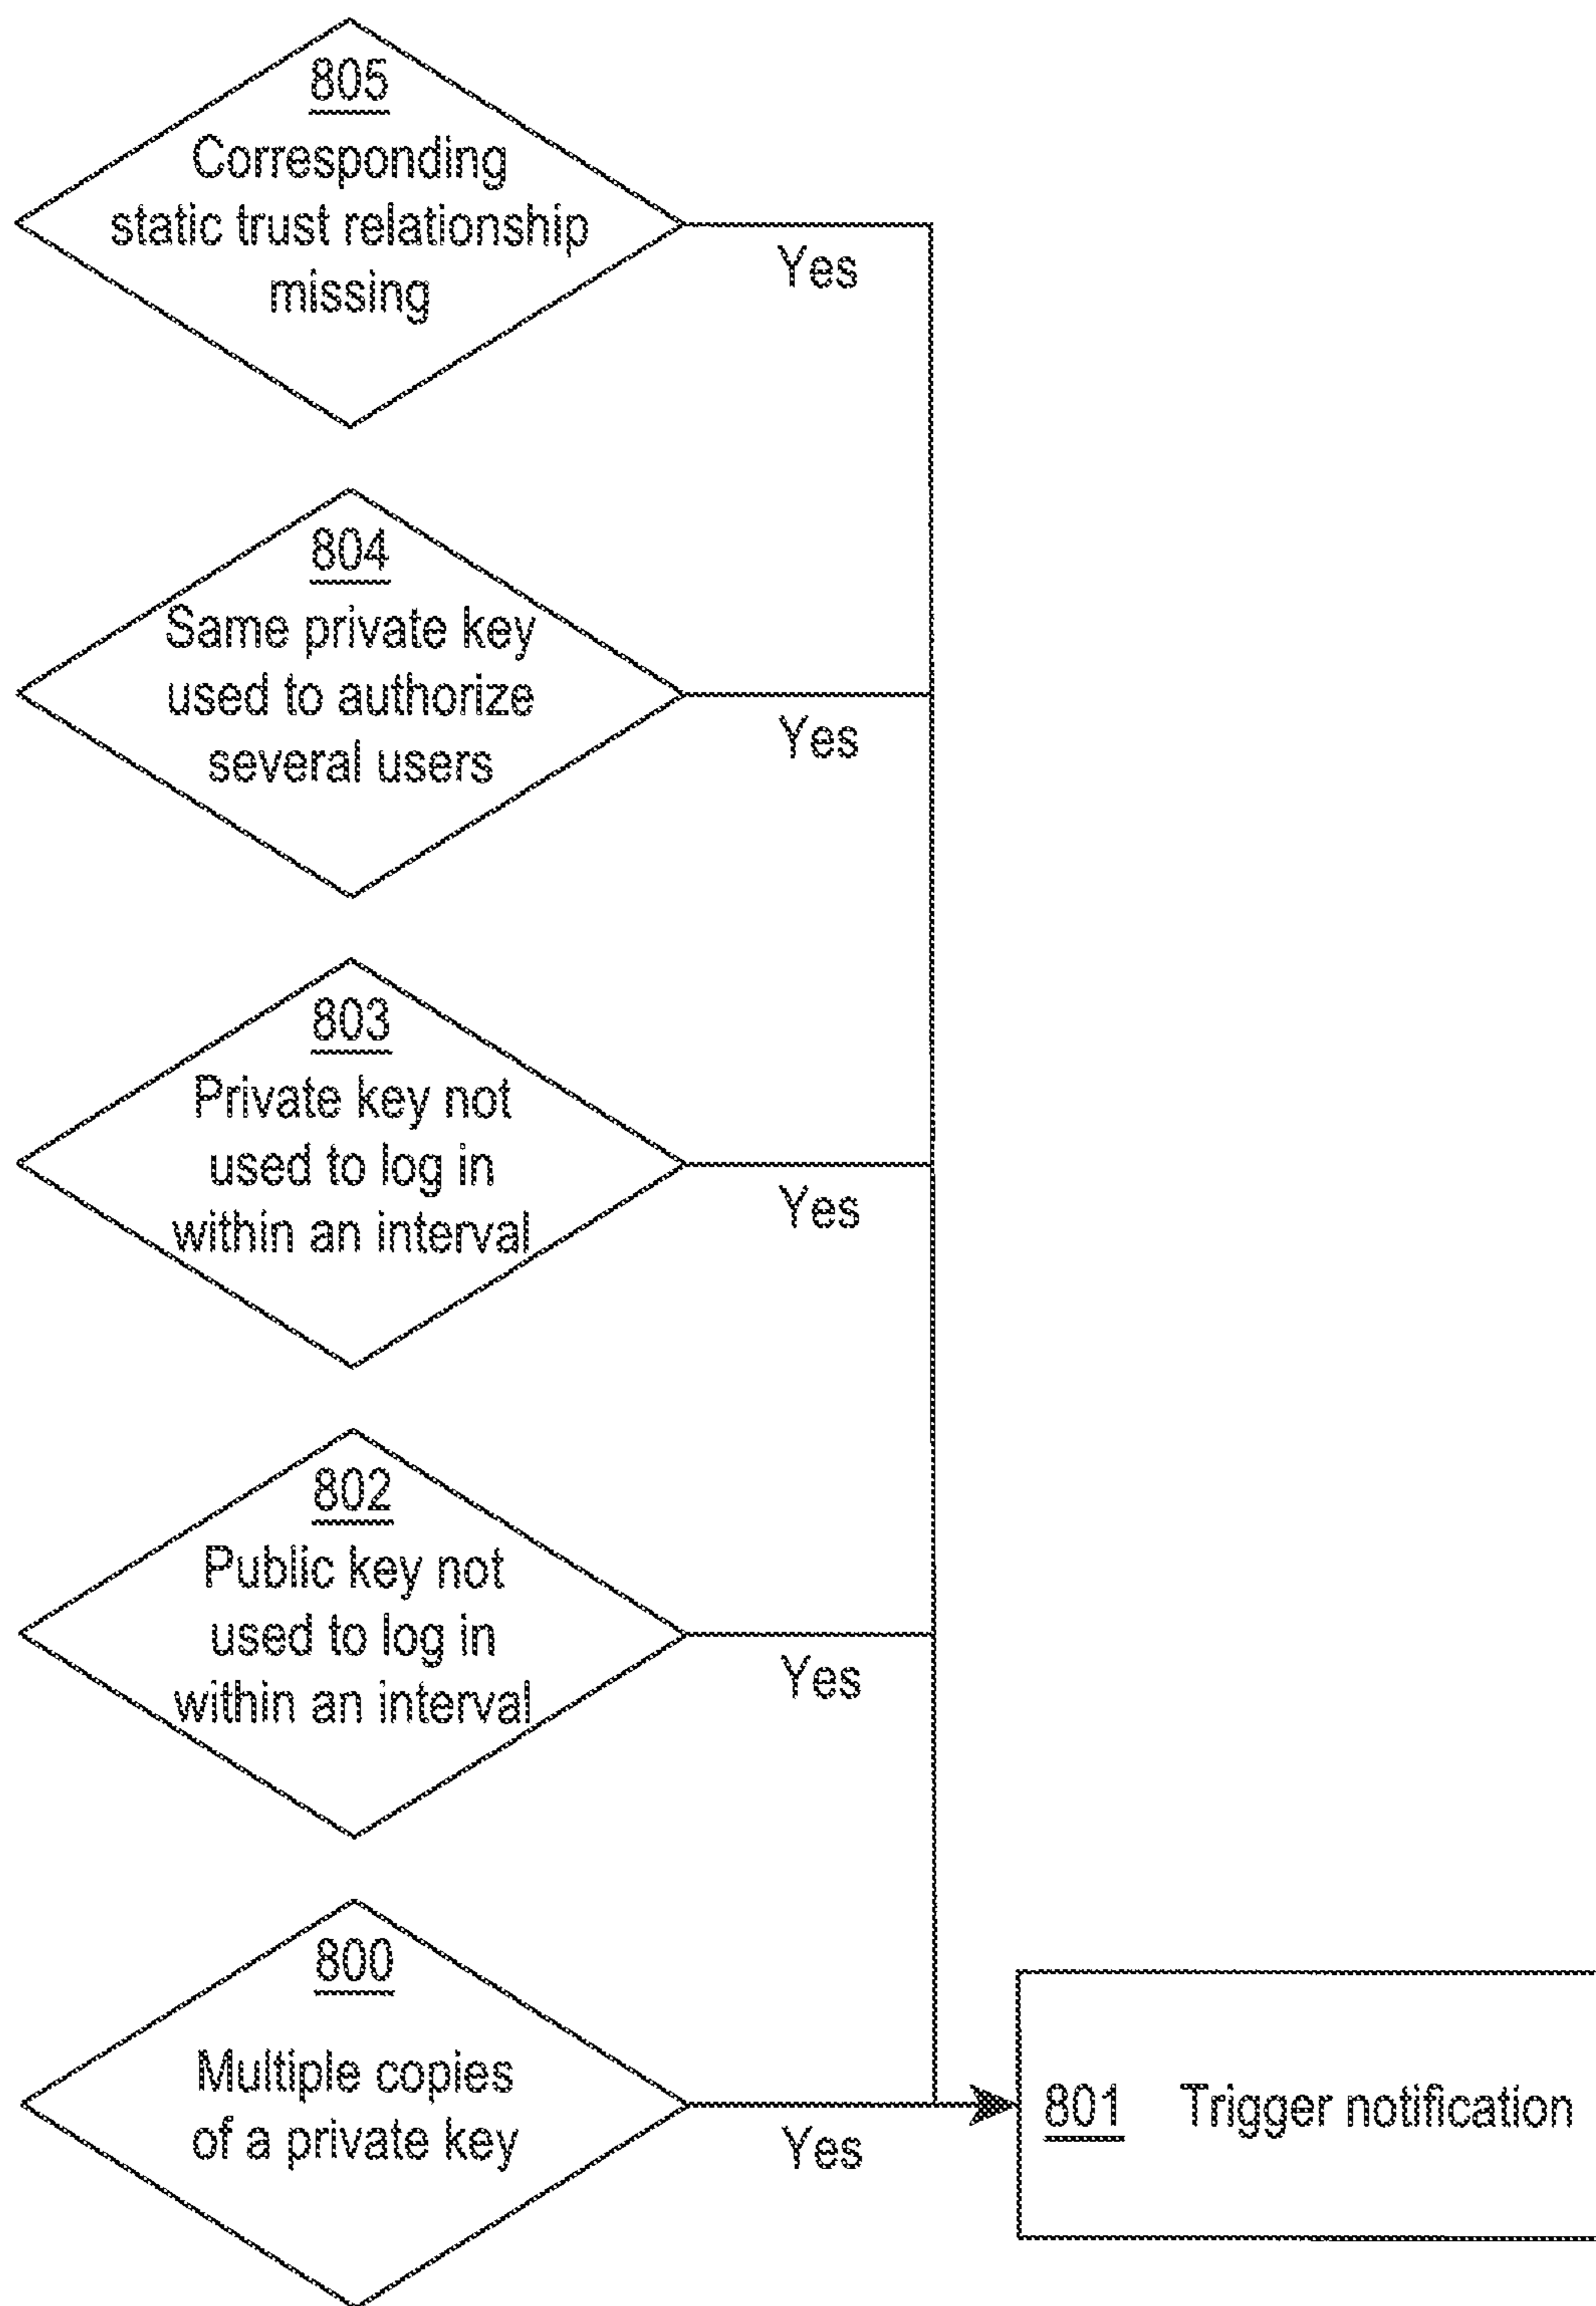 805
Corresponding
static trust relationship
missing
Yes
804
Same private key
used to authorize
several users
Yes
803
Private key not
used to log in
within an interval
Yes
802
Public key not
used to log in
within an interval
Yes
800
Multiple copies
of a private key
Yes
801 Trigger notification